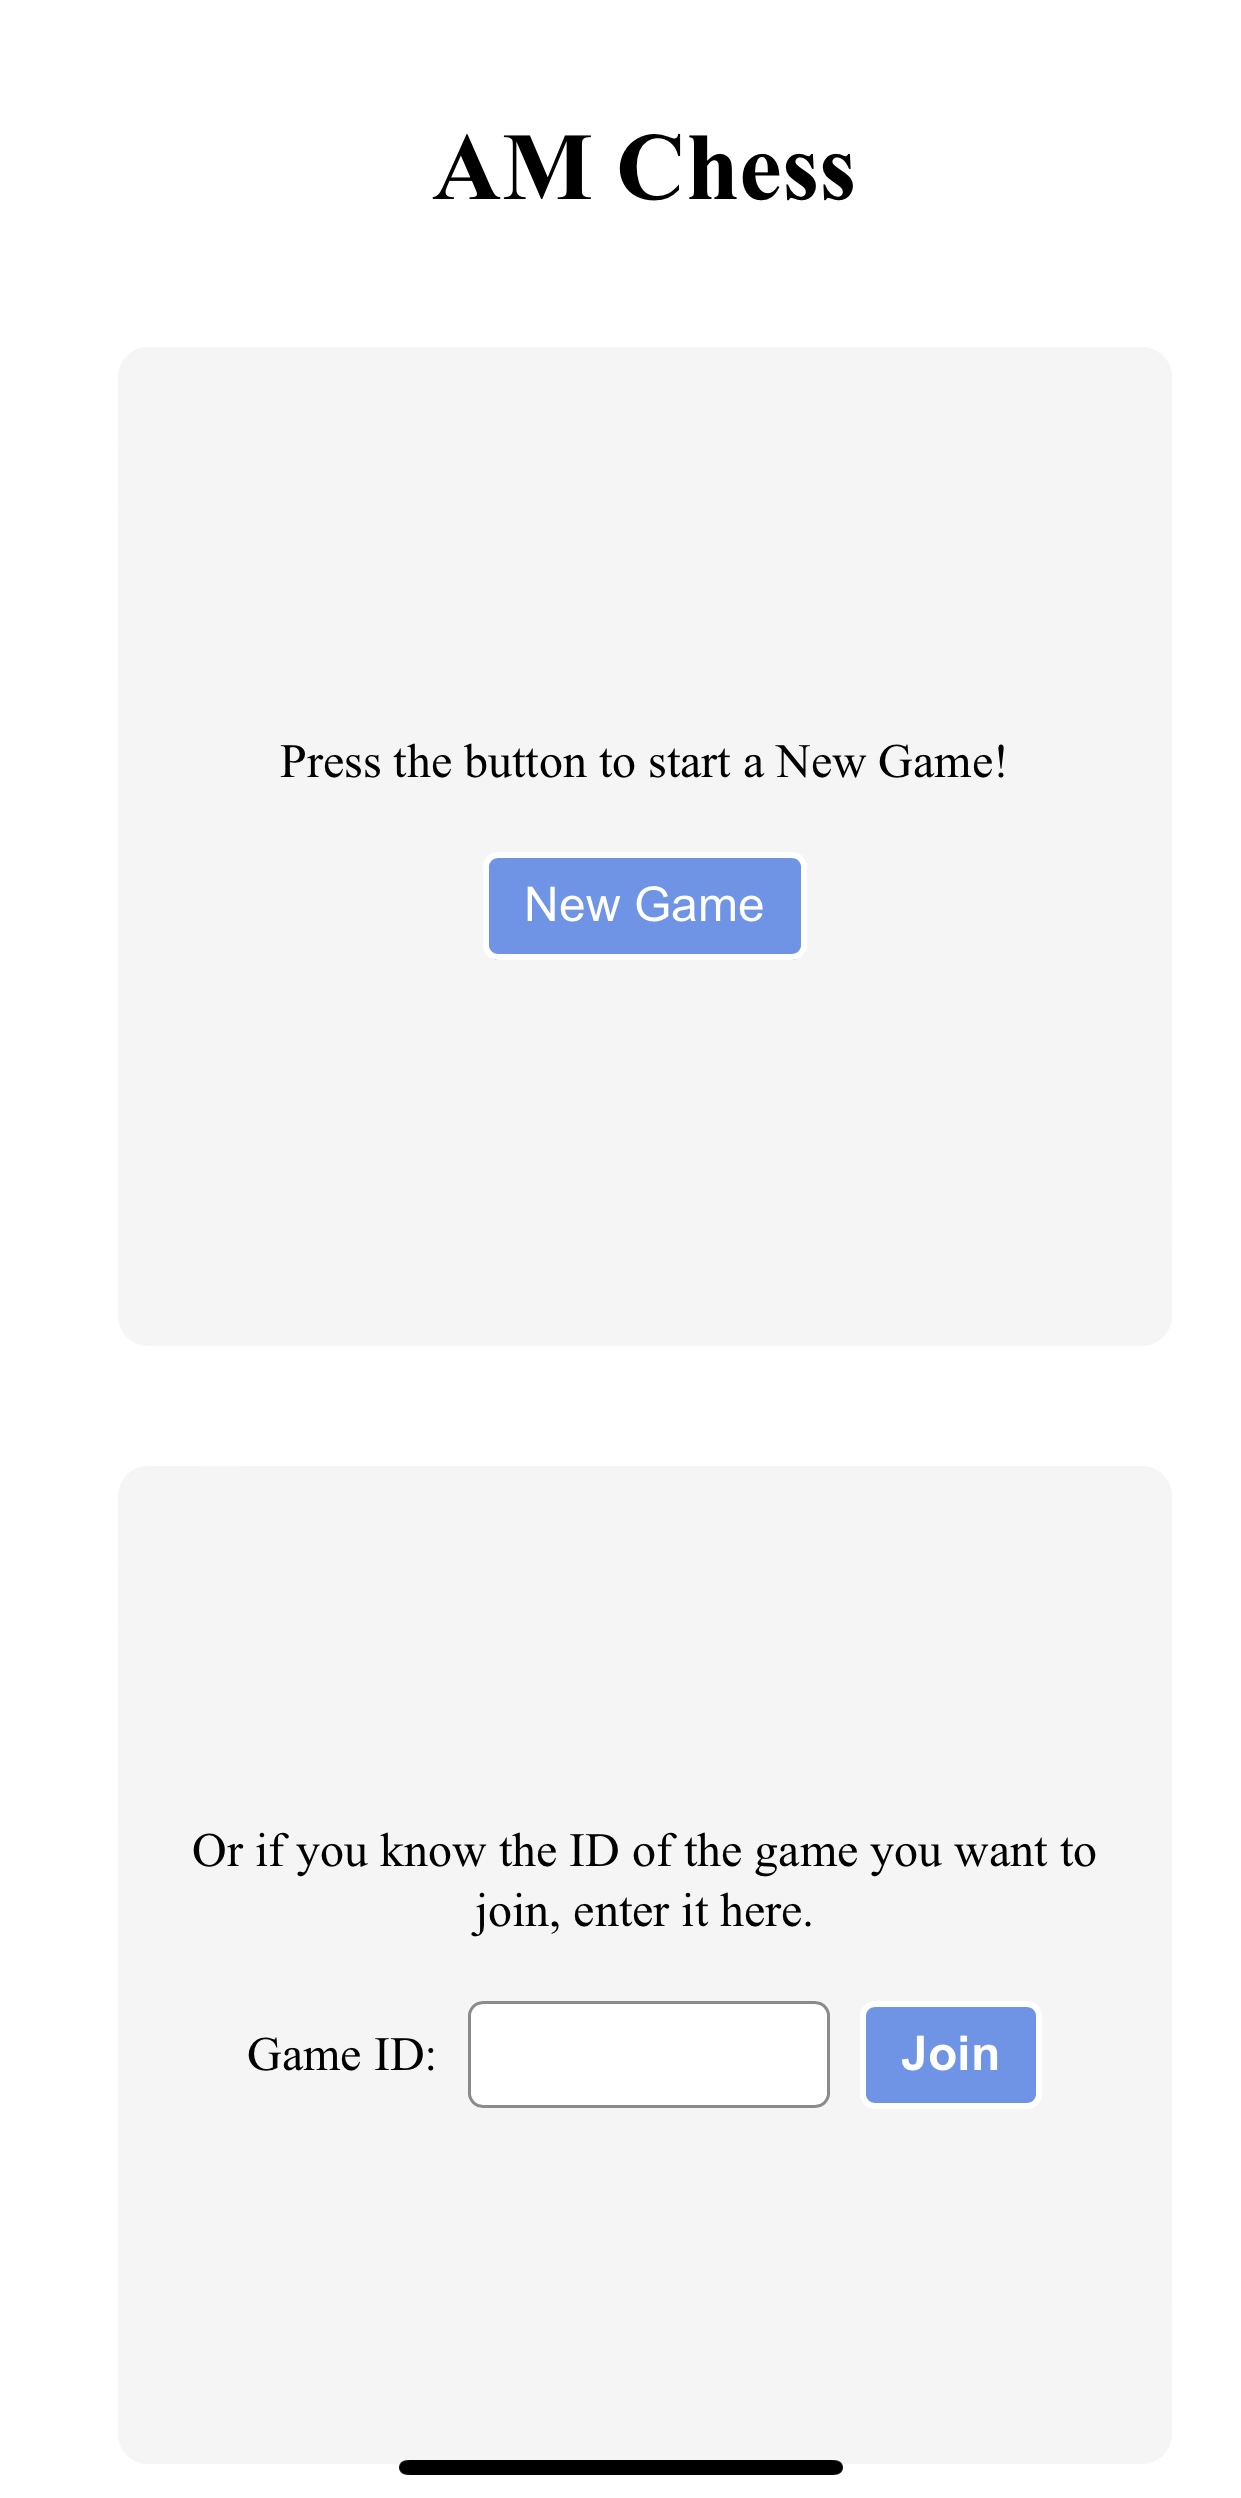 AM Chess
Press the button to start a New Game!
New Game
Or if you know the ID of the game you want to
join, enter it here.
Game ID:
Join